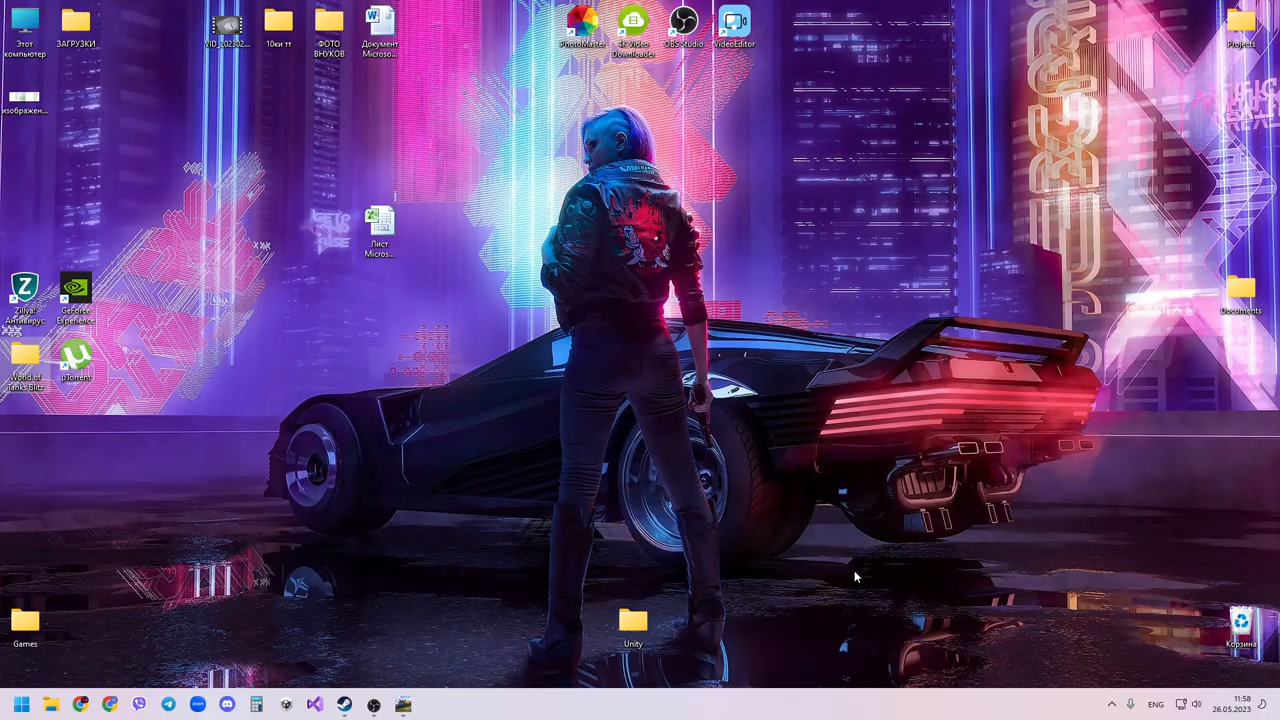 Этот
компьютер
ЗАГРУЗКИ
10ки тт
ФОТО
ВНУКОВ
Документ
Microso...
PhotoMaster
4K Video
Downloader
OBS Studio
VideoEditor
Projects
изображен...
Лист
Micros...
Zillya!
Антивирус
GeForce
Experience
Documents
World of
Tanks Blitz
µTorrent
Games
Unity
Корзина
ENG
11:58
26.05.2023